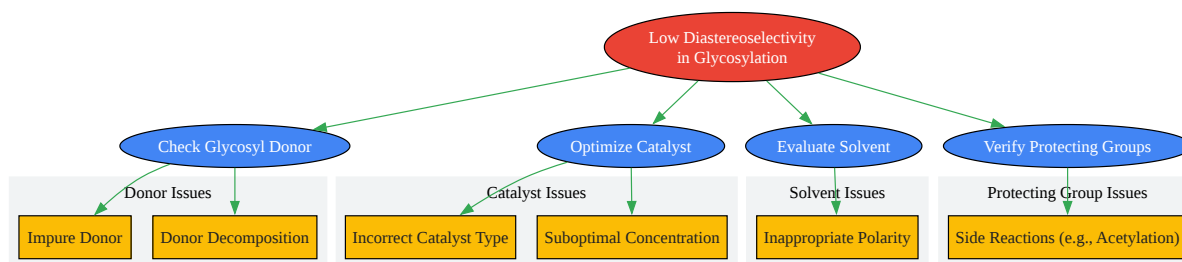 Low Diastereoselectivity
in Glycosylation
Check Glycosyl Donor
Optimize Catalyst
Evaluate Solvent
Verify Protecting Groups
Donor Issues
Catalyst Issues
Solvent Issues
Protecting Group Issues
Impure Donor
Donor Decomposition
Incorrect Catalyst Type
Suboptimal Concentration
Inappropriate Polarity
Side Reactions (e.g., Acetylation)